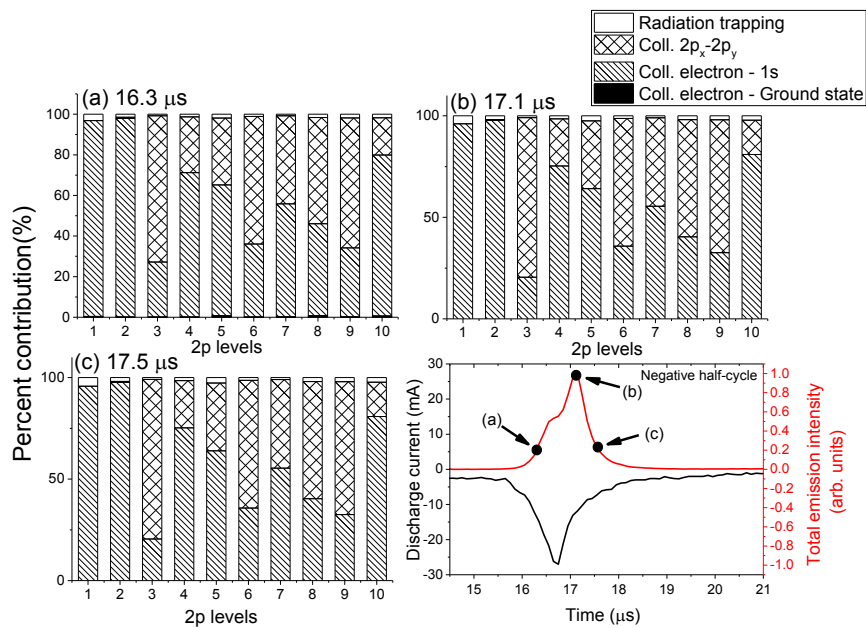 Radiation trapping
Coll. 2pₓ-2pᵧ
Coll. electron - 1s
Coll. electron - Ground state
(a) 16.3 μs
Percent contribution(%)
100
80
60
40
20
0
1 2 3 4 5 6 7 8 9 10
2p levels
(b) 17.1 μs
100
50
0
1 2 3 4 5 6 7 8 9 10
2p levels
(c) 17.5 μs
100
50
0
1 2 3 4 5 6 7 8 9 10
2p levels
Negative half-cycle
(a)
(b)
(c)
Discharge current (mA)
30
20
10
0
-10
-20
-30
15 16 17 18 19 20 21
Time (μs)
1.0
0.8
0.6
0.4
0.2
0.0
-0.2
-0.4
-0.6
-0.8
-1.0
Total emission intensity
(arb. units)